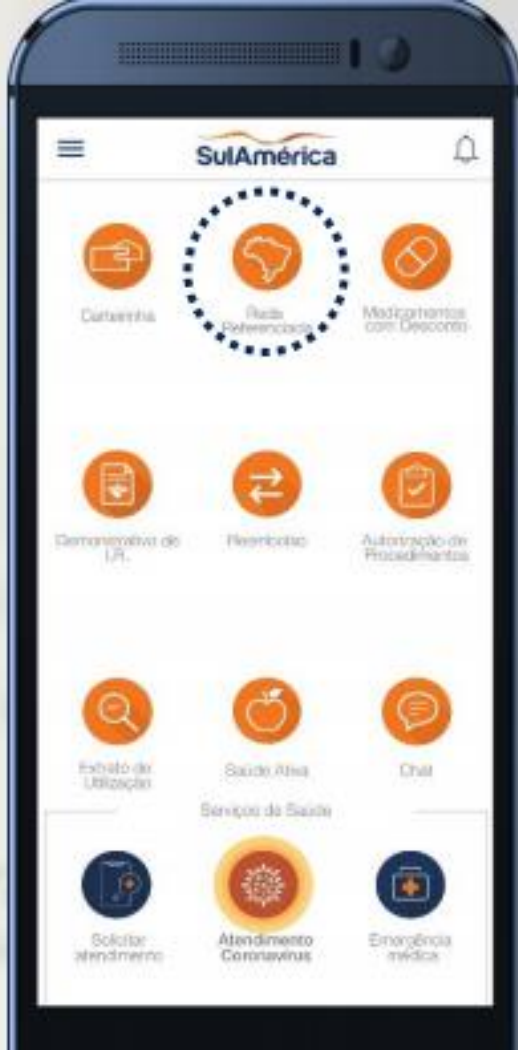 SulAmérica
Carteirinha
Rede
Referenciada
Medicamentos
com Desconto
Demonstrativo de
I.R.
Reembolso
Autorização de
Procedimentos
Extrato de
Utilização
Saúde Ativa
Chat
Serviços de Saúde
Solicitar
atendimento
Atendimento
Coronavírus
Emergência
médica